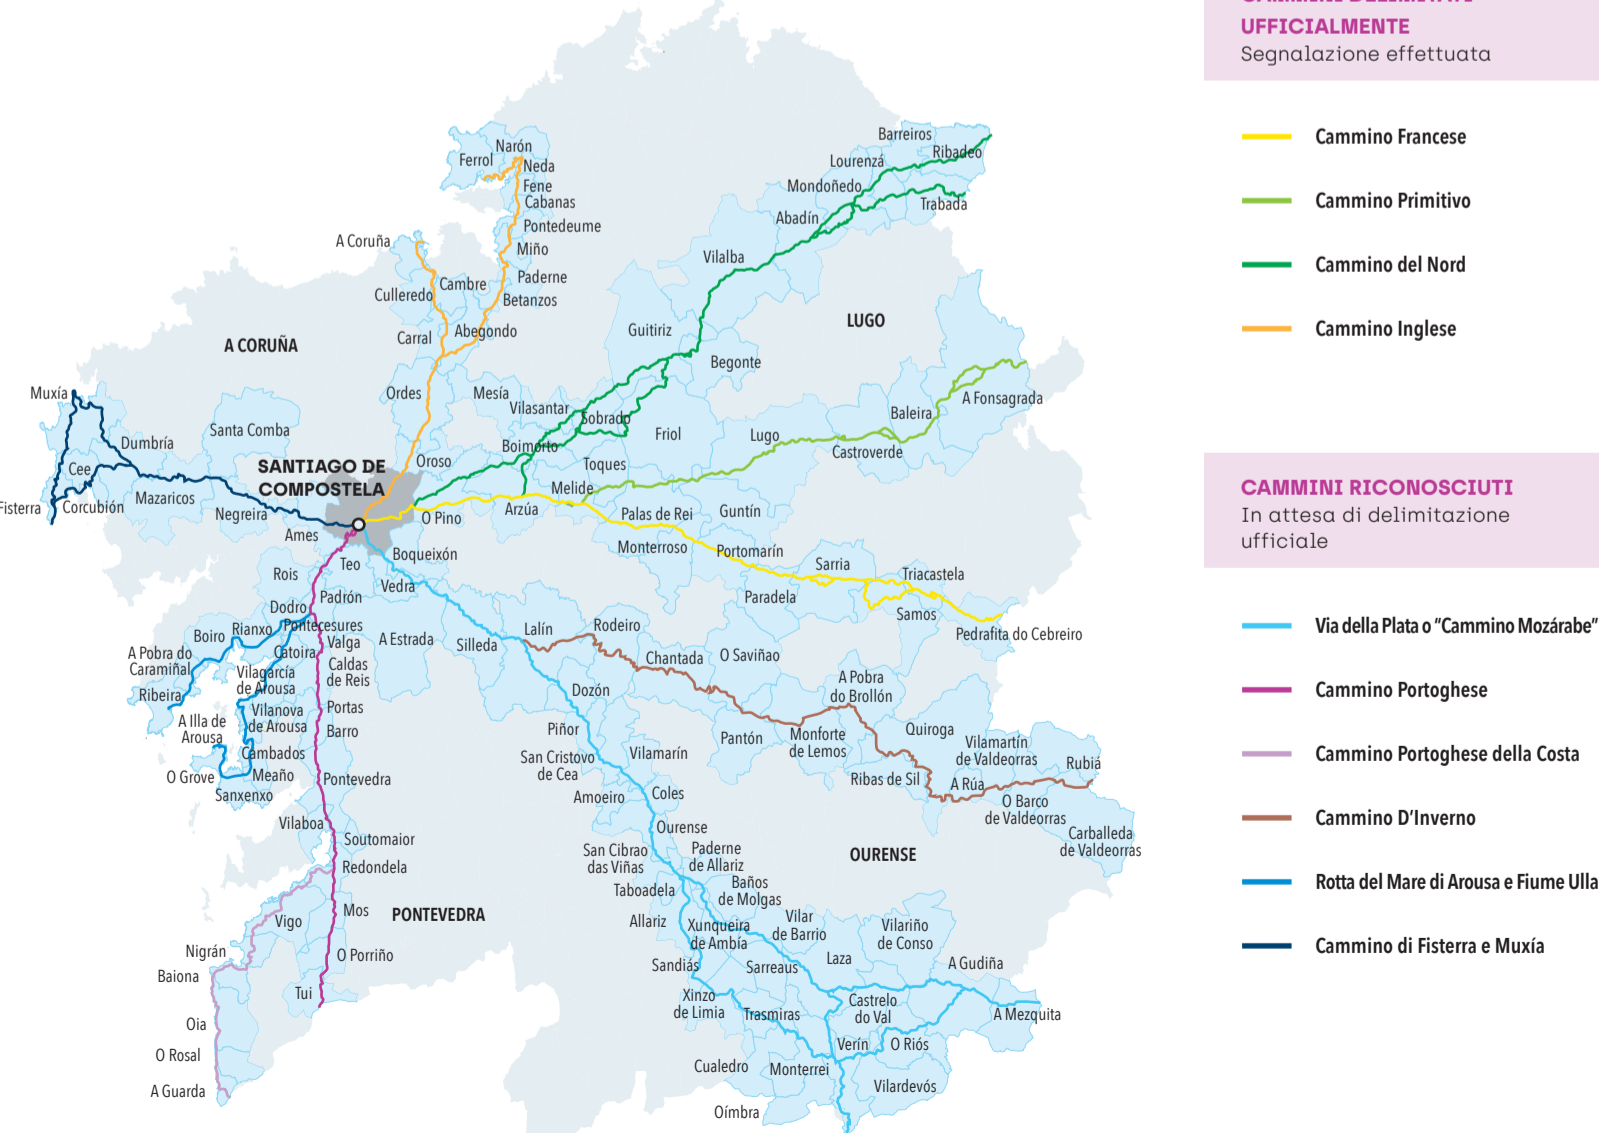 CAMMINI DELIMITATI
UFFICIALMENTE
Segnalazione effettuata
Cammino Francese
Cammino Primitivo
Cammino del Nord
Cammino Inglese
CAMMINI RICONOSCIUTI
In attesa di delimitazione
ufficiale
Via della Plata o "Cammino Mozárabe"
Cammino Portoghese
Cammino Portoghese della Costa
Cammino D'Inverno
Rotta del Mare di Arousa e Fiume Ulla
Cammino di Fisterra e Muxía
Narón
Ferrol
Neda
Fene
Cabanas
Pontedeume
Miño
Paderne
Betanzos
A Coruña
Cambre
Culleredo
Abegondo
Carral
Ordes
Mesía
Oroso
A CORUÑA
Barreiros
Ribadeo
Lourenzá
Mondoñedo
Trabada
Abadín
Vilalba
LUGO
Guitiriz
Begonte
Vilasantar
Sobrado
Boimorto
Friol
Toques
Lugo
Baleira
A Fonsagrada
Castroverde
Melide
Arzúa
O Pino
Palas de Rei
Guntín
Monterroso
Portomarín
Sarria
Triacastela
Paradela
Samos
Pedrafita do Cebreiro
Muxía
Dumbría
Santa Comba
Cee
Corcubión
Fisterra
Mazaricos
Negreira
Ames
SANTIAGO DE
COMPOSTELA
Boqueixón
Teo
Vedra
Rois
Padrón
Dodro
Pontecesures
Rianxo
Boiro
Valga
Catoira
A Pobra do
Caramiñal
Vilagarcía
de Arousa
Caldas
de Reis
Ribeira
Vilanova
de Arousa
Portas
A Illa de
Arousa
Barro
Cambados
O Grove
Meaño
Sanxenxo
Pontevedra
Vilaboa
Soutomaior
Redondela
Vigo
Mos
PONTEVEDRA
Nigrán
O Porriño
Baiona
Tui
Oia
O Rosal
A Guarda
A Estrada
Silleda
Lalín
Rodeiro
Chantada
O Saviñao
Dozón
A Pobra
do Brollón
Piñor
Pantón
Monforte
de Lemos
Quiroga
San Cristovo
de Cea
Vilamarín
Vilamartín
de Valdeorras
Rubiá
Ribas de Sil
A Rúa
Amoeiro
Coles
O Barco
de Valdeorras
Carballeda
de Valdeorras
Ourense
OURENSE
San Cibrao
das Viñas
Paderne
de Allariz
Taboadela
Baños
de Molgas
Allariz
Xunqueira
de Ambía
Vilar
de Barrio
Vilariño
de Conso
Sandiás
Sarreaus
Laza
A Gudiña
Xinzo
de Limia
Trasmiras
Castrelo
do Val
A Mezquita
Verín
O Riós
Cualedro
Monterrei
Vilardevós
Oímbra